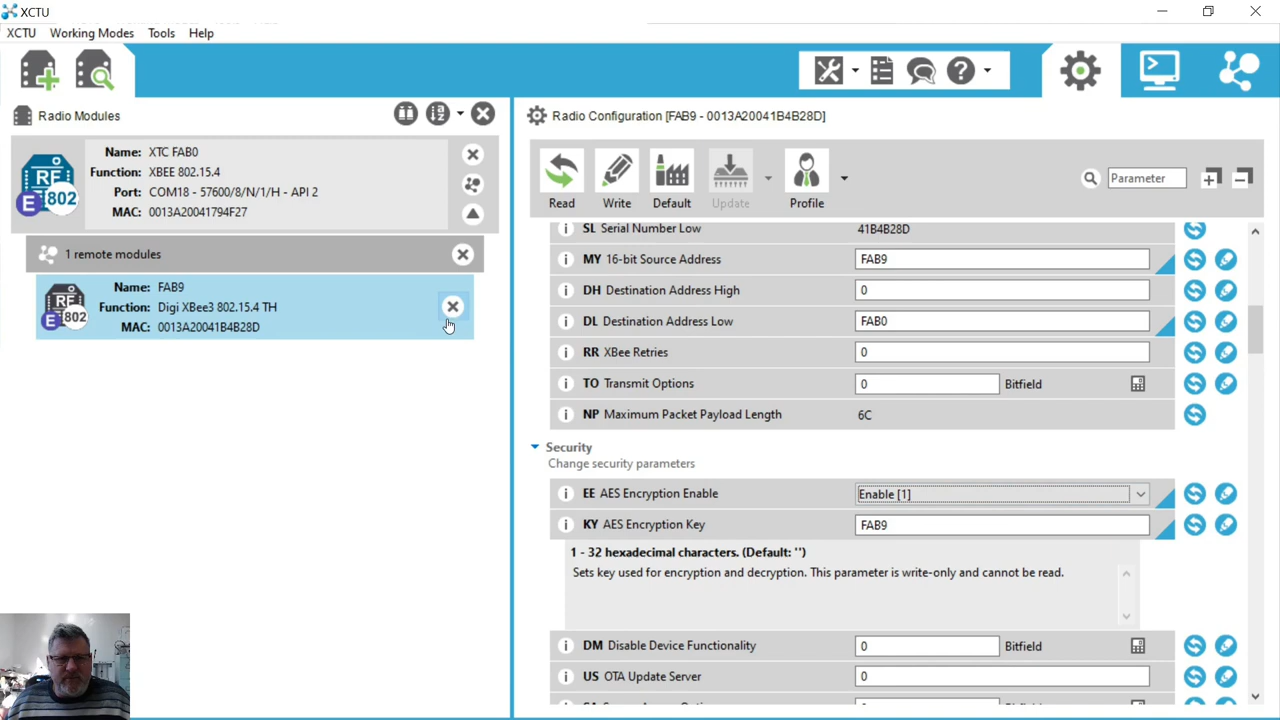 XCTU
XCTU Working Modes Tools Help
Radio Modules
Radio Configuration [FAB9 - 0013A20041B4B28D]
Name: XTC FAB0
Function: XBEE 802.15.4
Port: COM18 - 57600/8/N/1/H - API 2
MAC: 0013A20041794F27
RF
E 802
1 remote modules
Name: FAB9
Function: Digi XBee3 802.15.4 TH
MAC: 0013A20041B4B28D
RF
E 802
Read Write Default Update Profile
Parameter
SL Serial Number Low 41B4B28D
MY 16-bit Source Address FAB9
DH Destination Address High 0
DL Destination Address Low FAB0
RR XBee Retries 0
TO Transmit Options 0 Bitfield
NP Maximum Packet Payload Length 6C
Security
Change security parameters
EE AES Encryption Enable Enable [1]
KY AES Encryption Key FAB9
1 - 32 hexadecimal characters. (Default: '')
Sets key used for encryption and decryption. This parameter is write-only and cannot be read.
DM Disable Device Functionality 0 Bitfield
US OTA Update Server 0